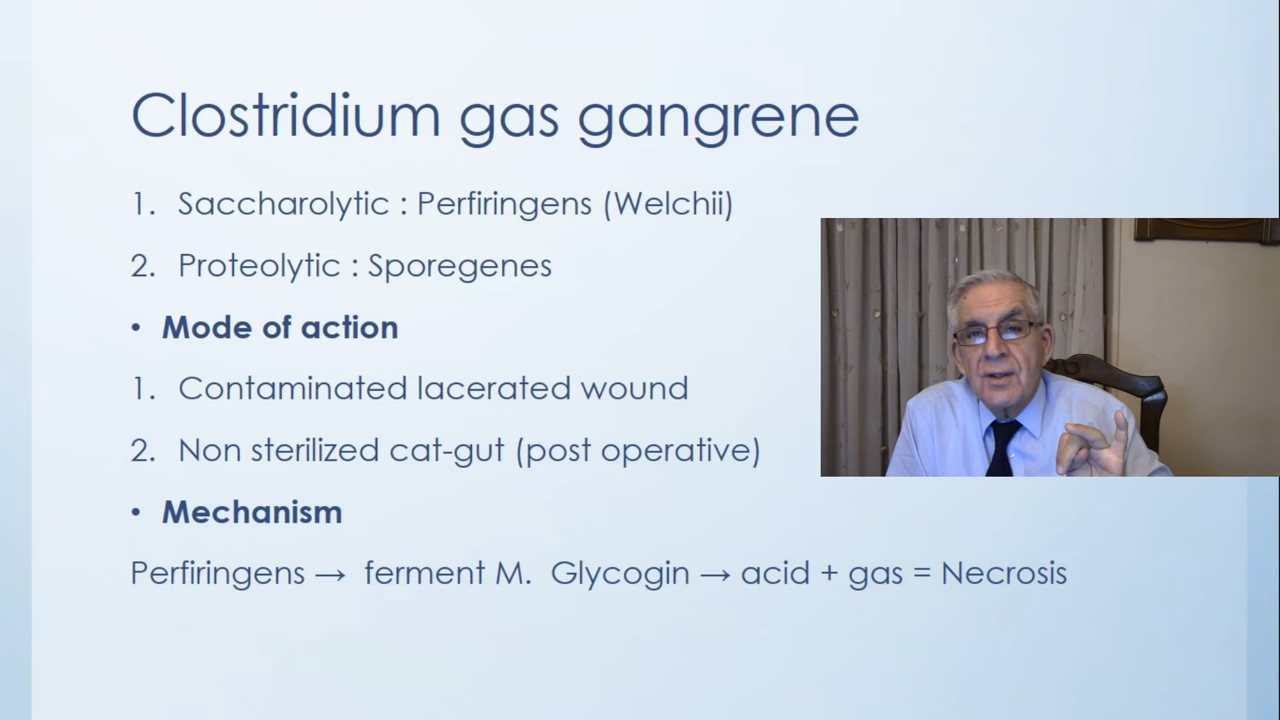 Clostridium gas gangrene
1. Saccharolytic : Perfiringens (Welchii)
2. Proteolytic : Sporegenes
• Mode of action
1. Contaminated lacerated wound
2. Non sterilized cat-gut (post operative)
• Mechanism
Perfiringens → ferment M. Glycogin → acid + gas = Necrosis